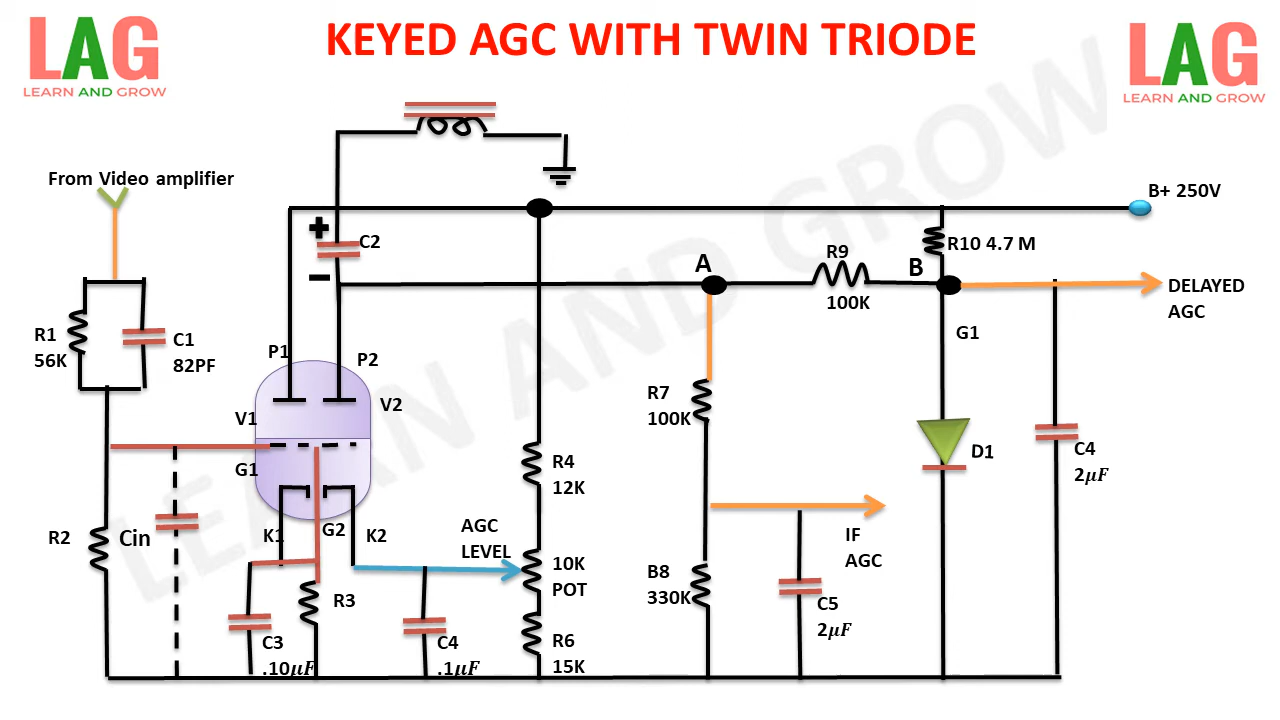 LAG
LEARN AND GROW
KEYED AGC WITH TWIN TRIODE
LAG
LEARN AND GROW
From Video amplifier
B+ 250V
C2
R10 4.7 M
A
R9
100K
B
DELAYED
AGC
R1
56K
C1
82PF
P1
P2
G1
V1
V2
R7
100K
G1
R4
12K
D1
C4
2µF
R2
Cin
K1
G2
K2
AGC
LEVEL
10K
POT
IF
AGC
B8
330K
R3
C3
.10µF
C4
.1µF
R6
15K
C5
2µF
LEARN AND GROW